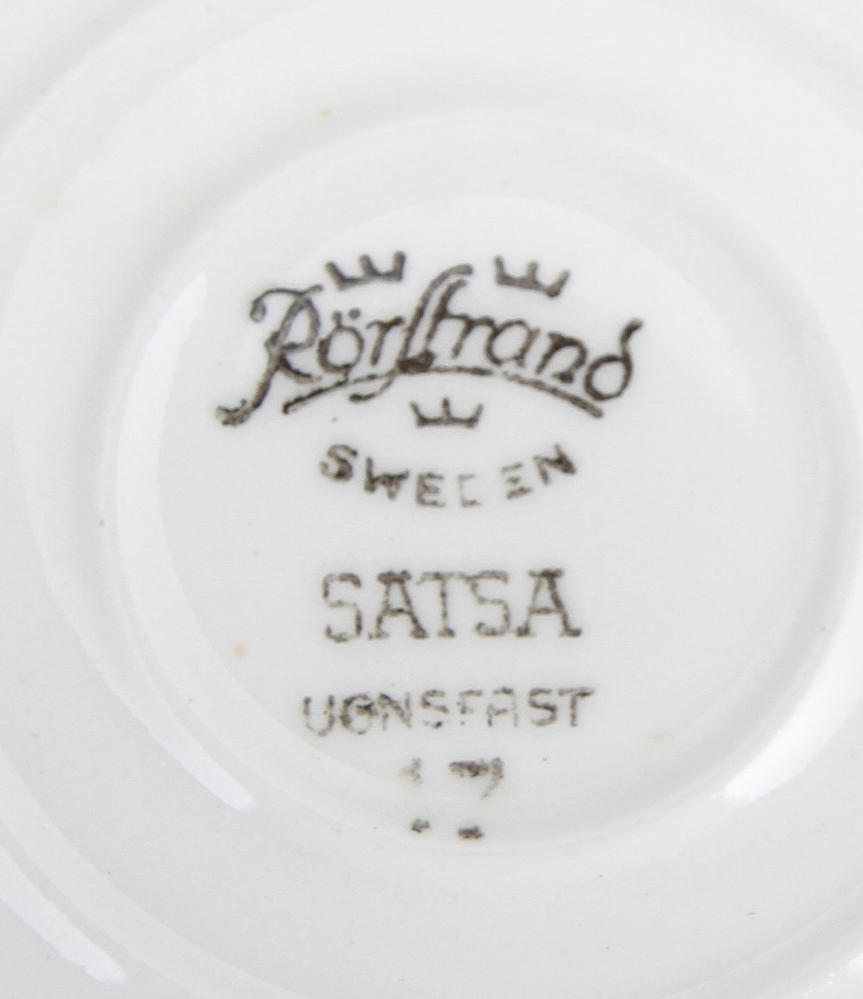 Rörstrand
SWEDEN
SATSA
UGNSFAST